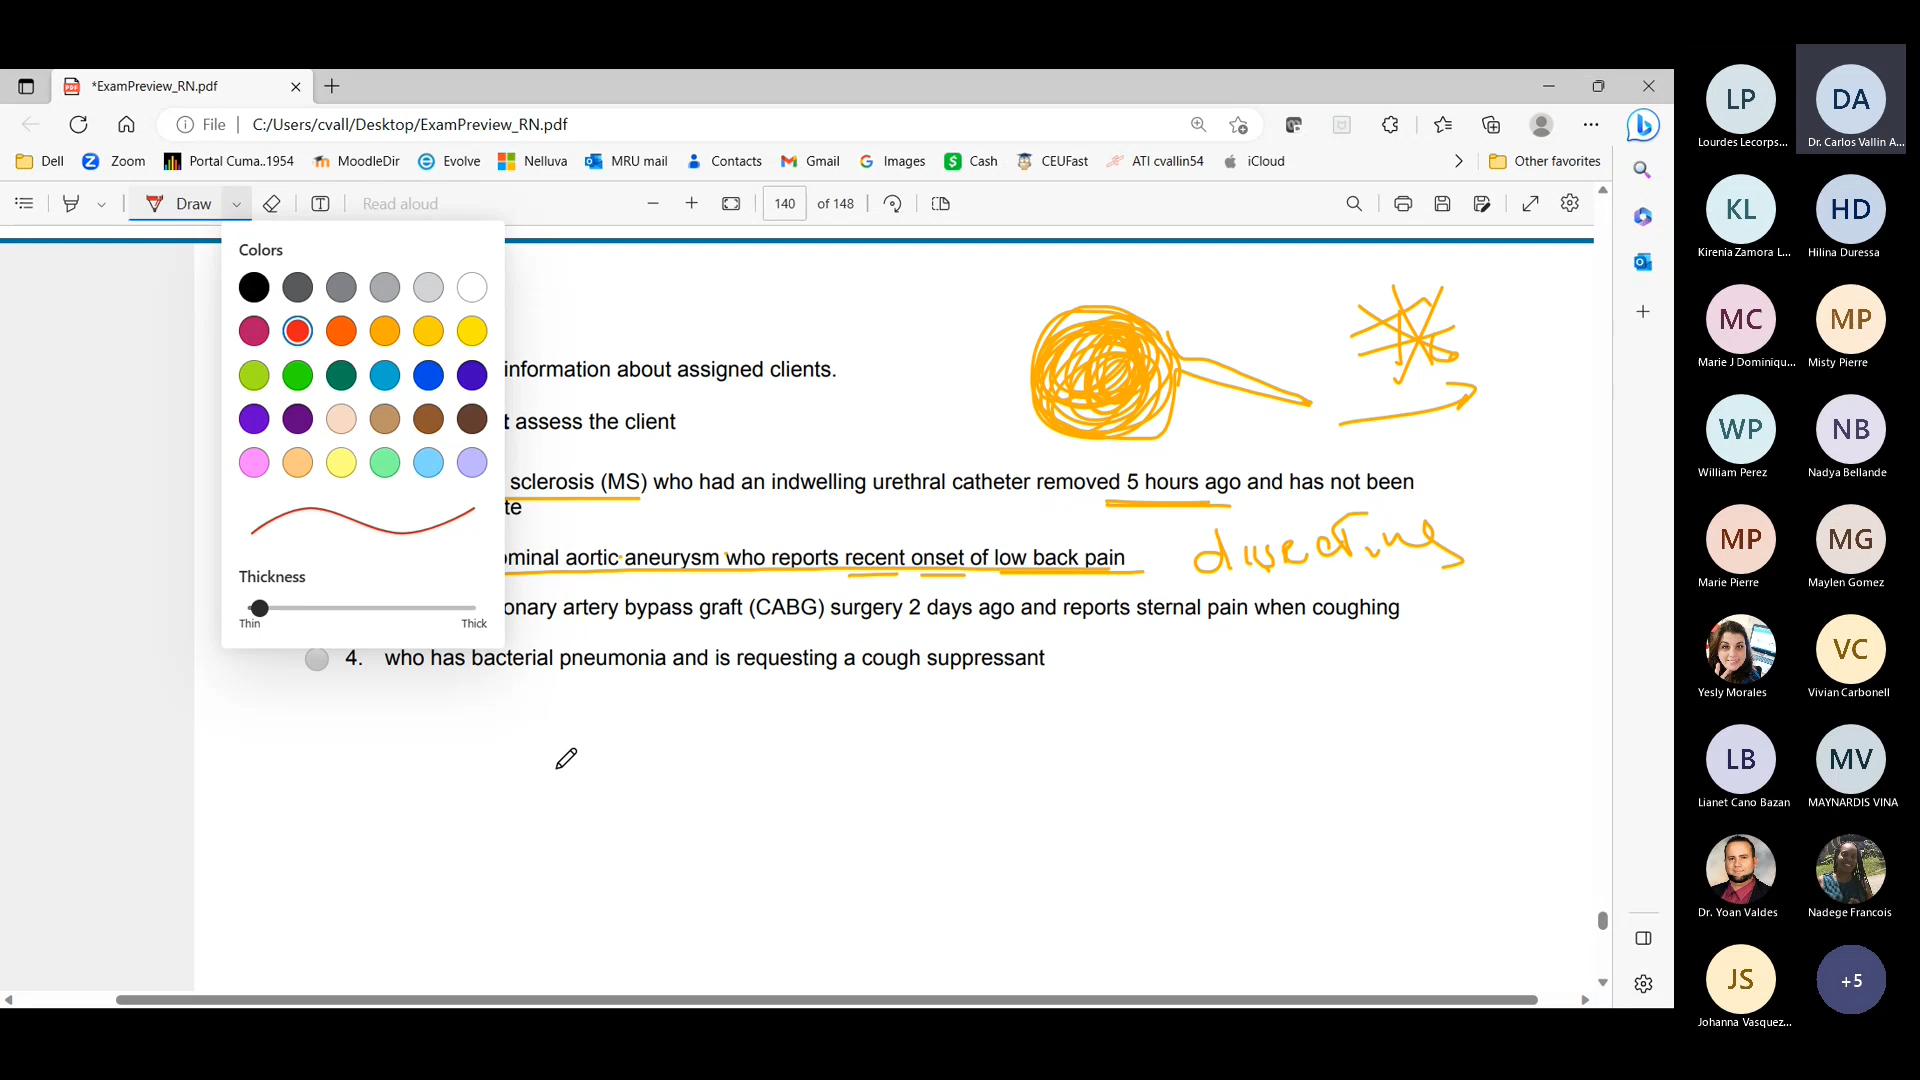 *ExamPreview_RN.pdf
File
C:/Users/cvall/Desktop/ExamPreview_RN.pdf
Dell
Zoom
Portal Cuma..1954
MoodleDir
Evolve
Nelluva
MRU mail
Contacts
Gmail
Images
Cash
CEUFast
ATI cvallin54
iCloud
Other favorites
Draw
Read aloud
140 of 148
Colors
Thickness
Thin
Thick
information about assigned clients.
t assess the client
sclerosis (MS) who had an indwelling urethral catheter removed 5 hours ago and has not been
te
ominal aortic aneurysm who reports recent onset of low back pain
onary artery bypass graft (CABG) surgery 2 days ago and reports sternal pain when coughing
4. who has bacterial pneumonia and is requesting a cough suppressant
LP
Lourdes Lecorps...
DA
Dr. Carlos Vallin A...
KL
Kirenia Zamora L...
HD
Hilina Duressa
MC
Marie J Dominiqu...
MP
Misty Pierre
WP
William Perez
NB
Nadya Bellande
MP
Marie Pierre
MG
Maylen Gomez
Yesly Morales
VC
Vivian Carbonell
LB
Lianet Cano Bazan
MV
MAYNARDIS VINA
Dr. Yoan Valdes
Nadege Francois
JS
Johanna Vasquez...
+5